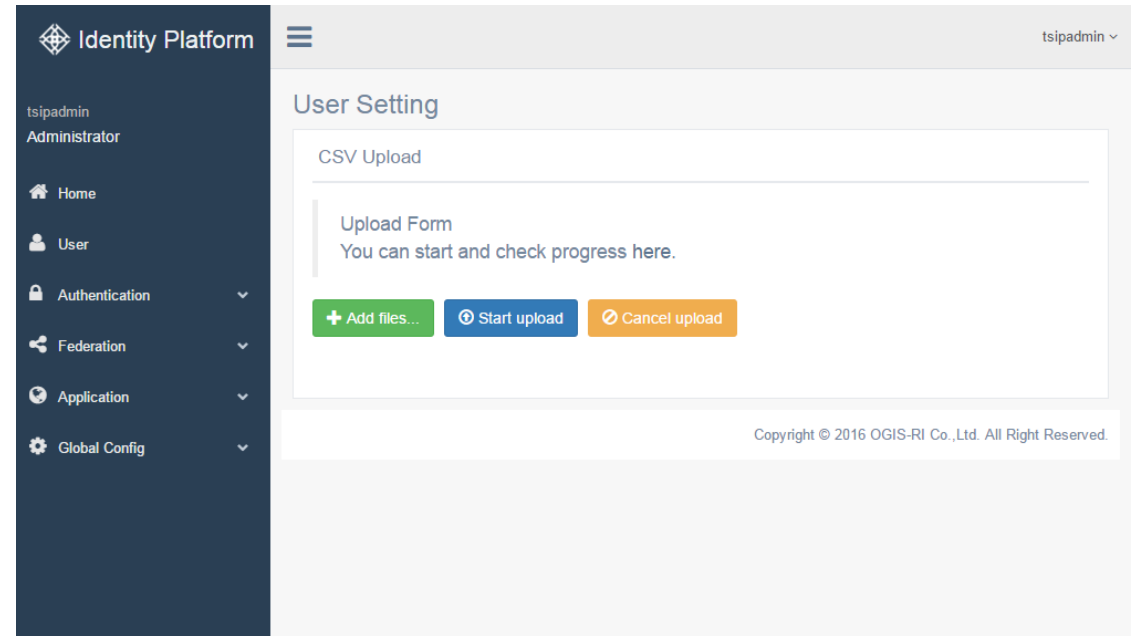 Identity Platform
tsipadmin
tsipadmin
Administrator
Home
User
Authentication
Federation
Application
Global Config
User Setting
CSV Upload
Upload Form
You can start and check progress here.
Add files...
Start upload
Cancel upload
Copyright © 2016 OGIS-RI Co.,Ltd. All Right Reserved.